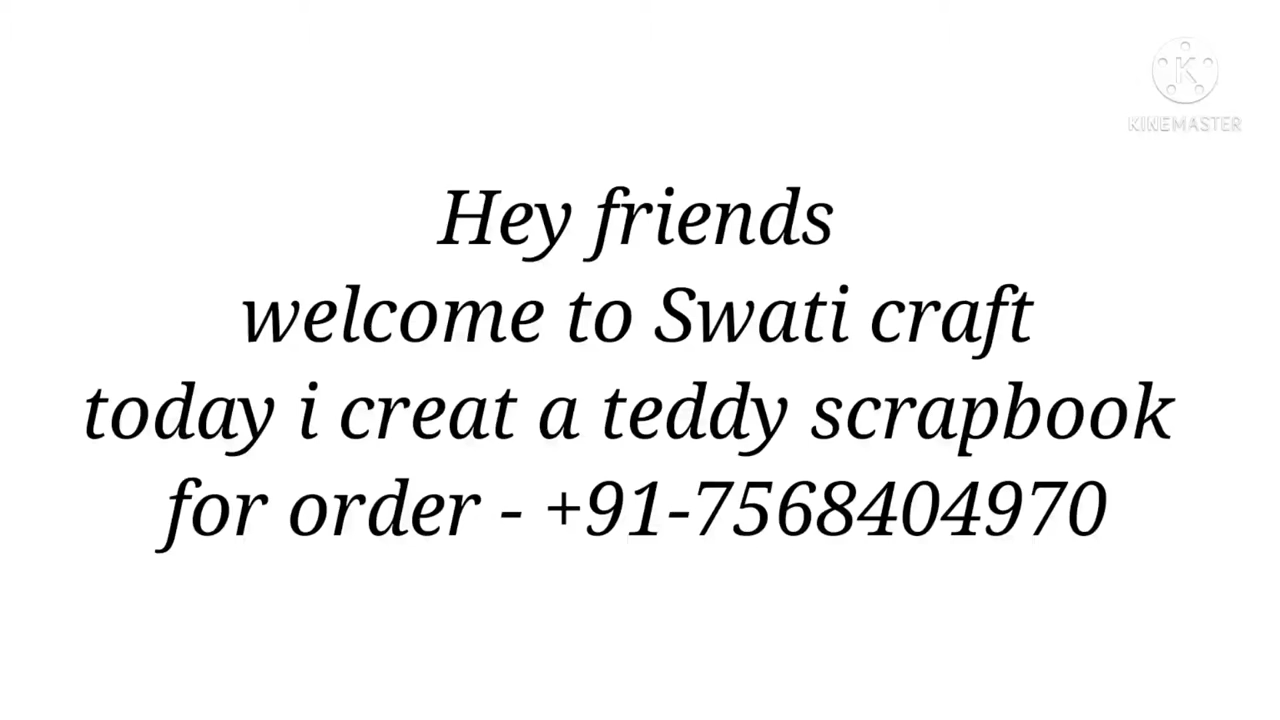 KINEMASTER
Hey friends
welcome to Swati craft
today i creat a teddy scrapbook
for order - +91-7568404970